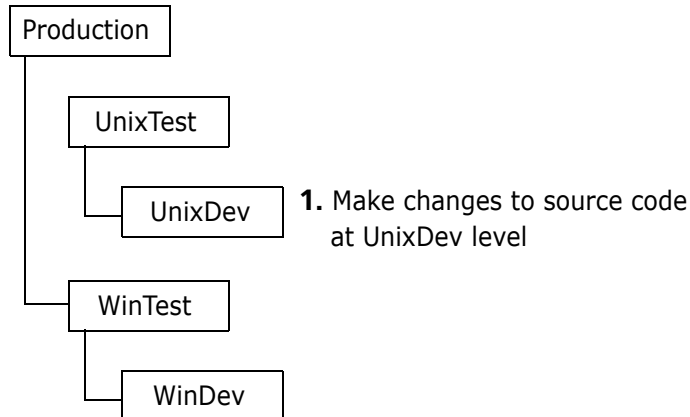 Production
UnixTest
UnixDev
1. Make changes to source code
at UnixDev level
WinTest
WinDev